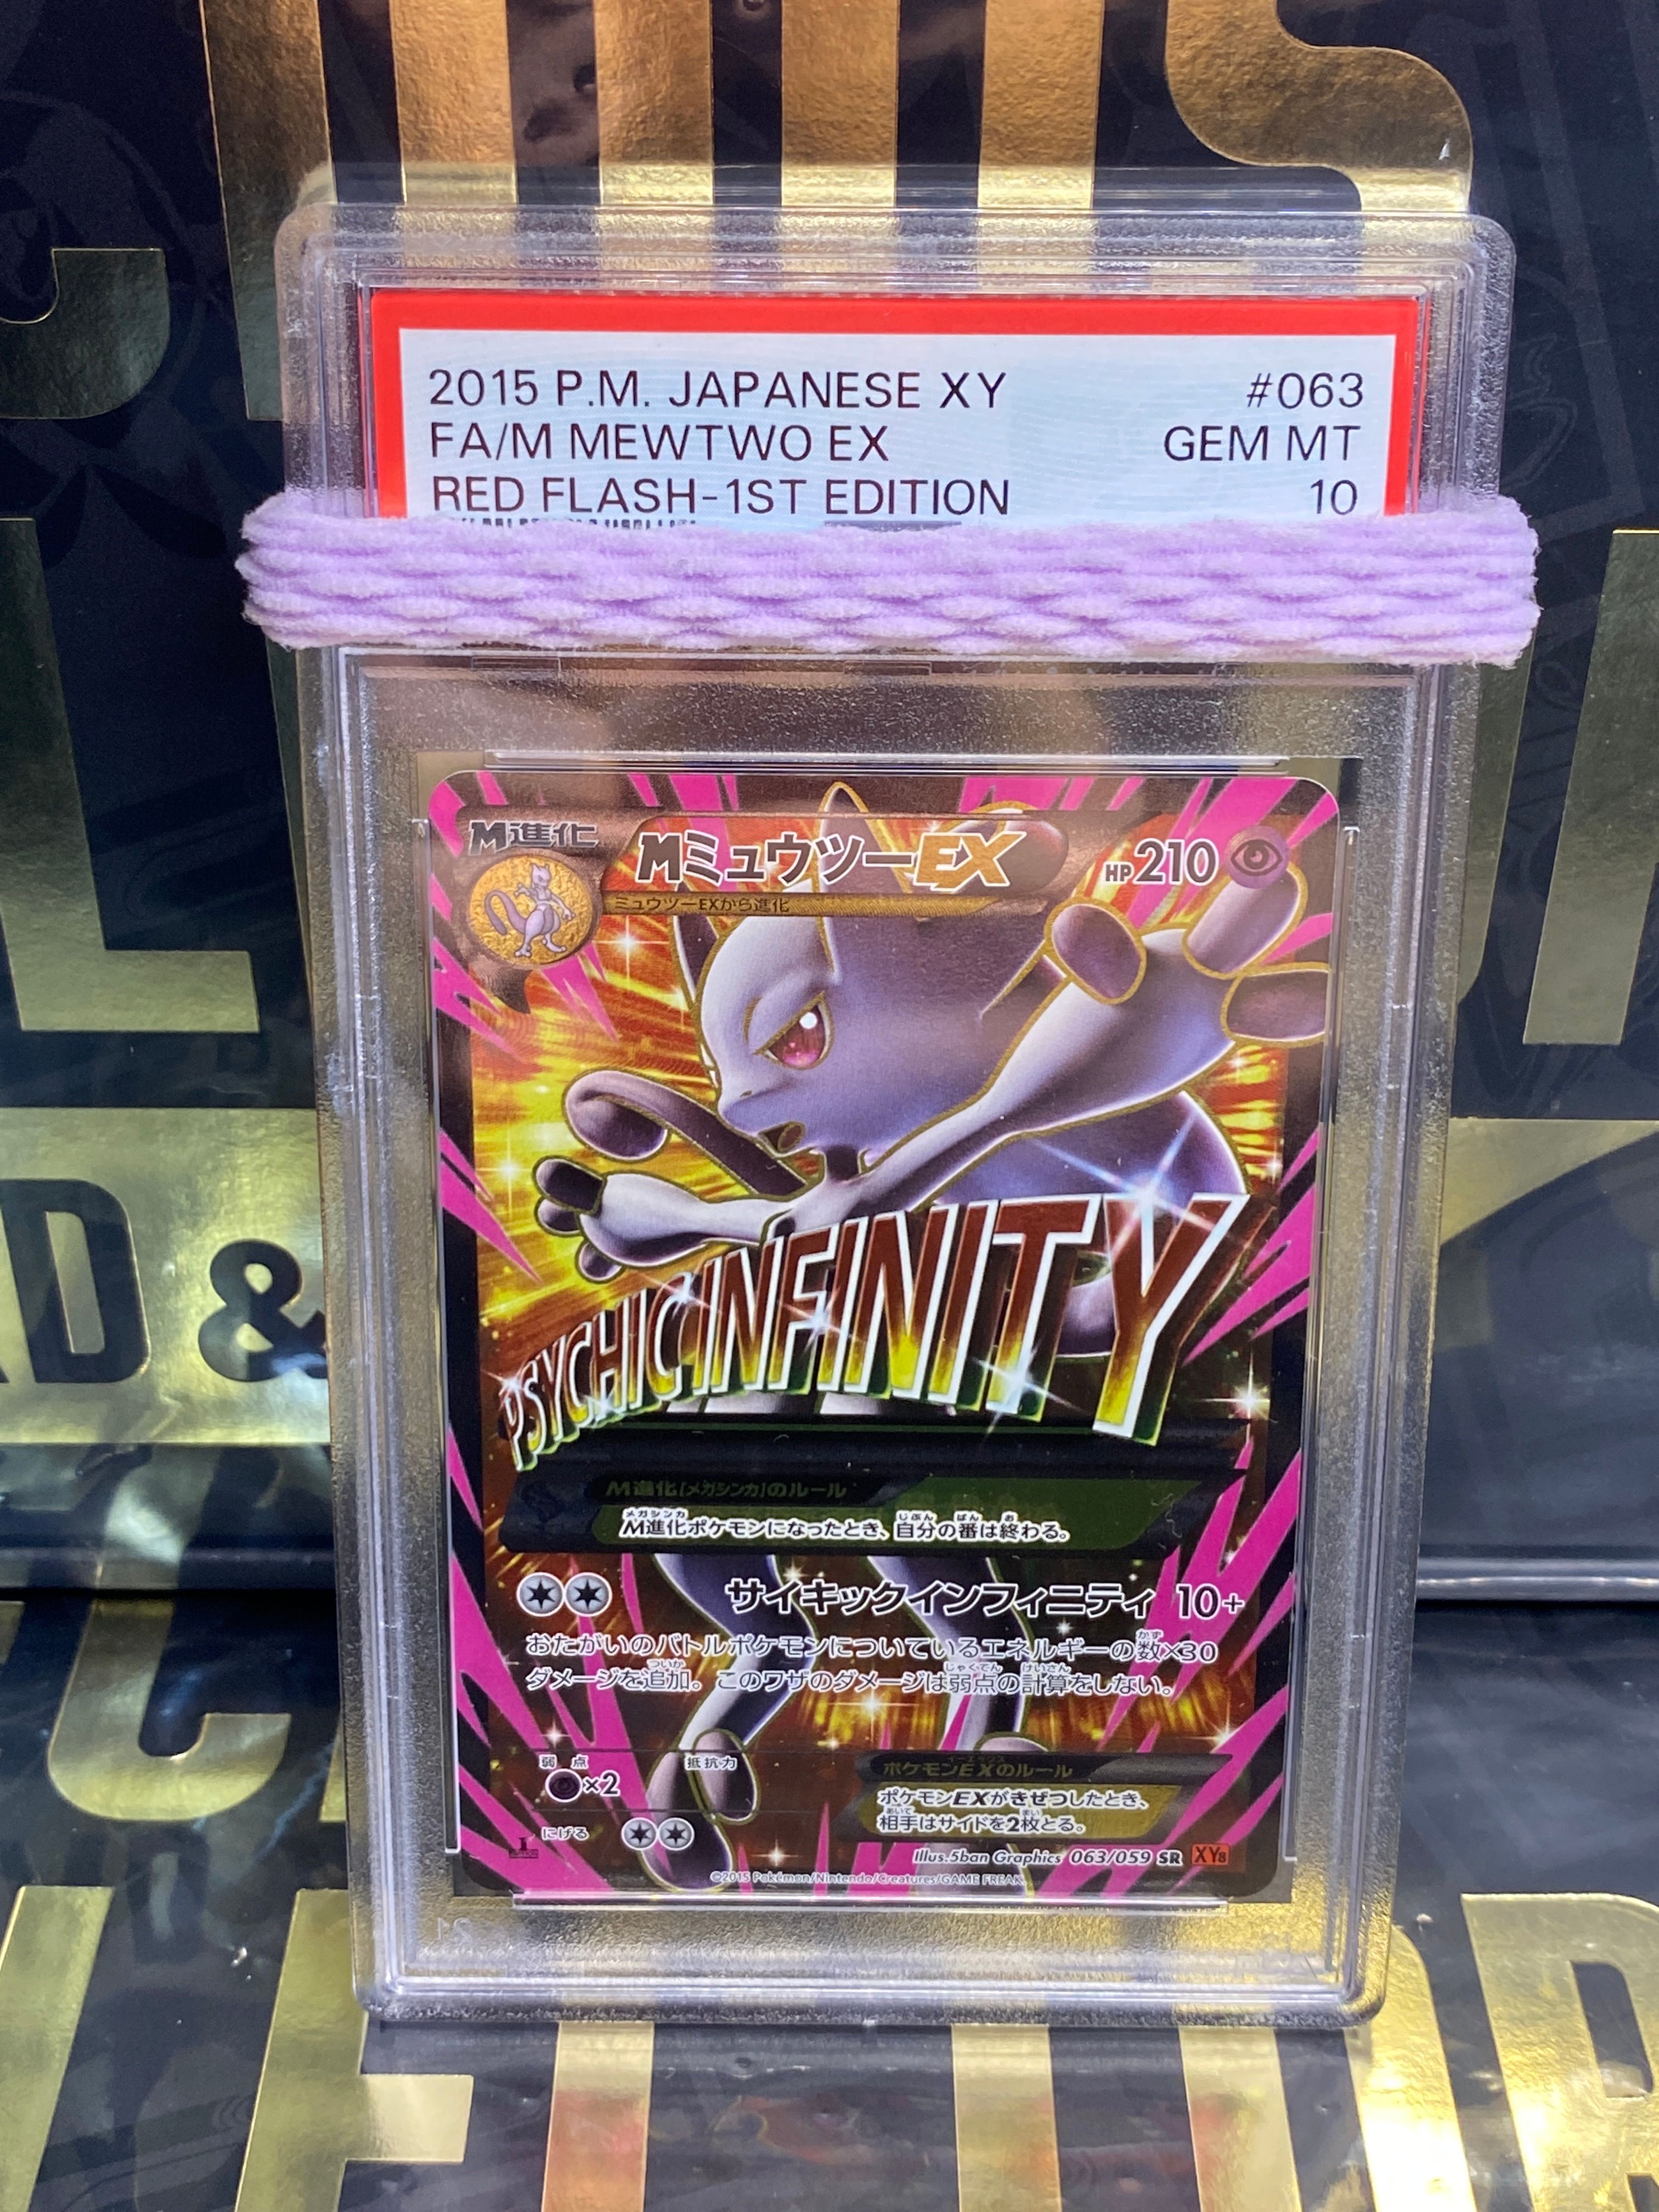 2015 P.M. JAPANESE XY #063
FA/M MEWTWO EX GEM MT
RED FLASH-1ST EDITION 10
M進化
MミュウツーEX HP210
ミュウツーEXから進化
PSYCHIC INFINITY
M進化[メガシンカ]のルール
M進化ポケモンになったとき、自分の番は終わる。
サイキックインフィニティ 10+
おたがいのバトルポケモンについているエネルギーの数×30
ダメージを追加。このワザのダメージは弱点の計算をしない。
弱点 抵抗力
×2
にげる
ポケモンEXのルール
ポケモンEXがきぜつしたとき、
相手はサイドを2枚とる。
Illus.5ban Graphics 063/059 SR XY8
©2015 Pokémon/Nintendo/Creatures/GAME FREAK
D &